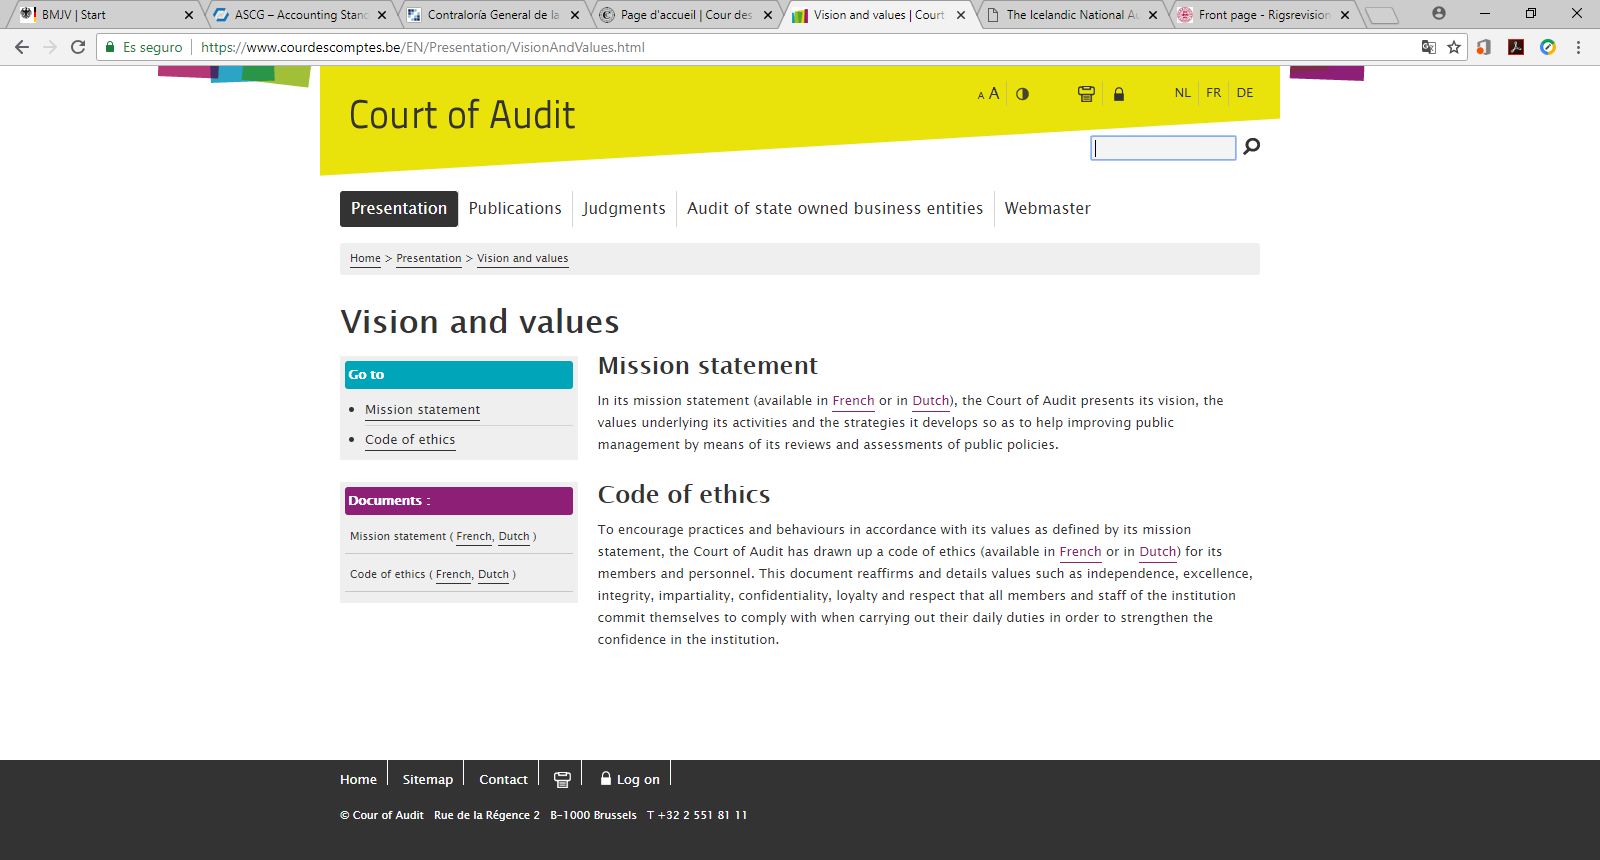 BMJV | Start
ASCG – Accounting Stand
Contraloría General de la
Page d'accueil | Cour des
Vision and values | Court
The Icelandic National Au
Front page - Rigsrevision
Es seguro
https://www.courdescomptes.be/EN/Presentation/VisionAndValues.html
Court of Audit
A A
NL FR DE
Presentation Publications Judgments Audit of state owned business entities Webmaster
Home > Presentation > Vision and values
Vision and values
Go to
• Mission statement
• Code of ethics
Documents :
Mission statement ( French, Dutch )
Code of ethics ( French, Dutch )
Mission statement
In its mission statement (available in French or in Dutch), the Court of Audit presents its vision, the
values underlying its activities and the strategies it develops so as to help improving public
management by means of its reviews and assessments of public policies.
Code of ethics
To encourage practices and behaviours in accordance with its values as defined by its mission
statement, the Court of Audit has drawn up a code of ethics (available in French or in Dutch) for its
members and personnel. This document reaffirms and details values such as independence, excellence,
integrity, impartiality, confidentiality, loyalty and respect that all members and staff of the institution
commit themselves to comply with when carrying out their daily duties in order to strengthen the
confidence in the institution.
Home Sitemap Contact Log on
© Cour of Audit Rue de la Régence 2 B-1000 Brussels T +32 2 551 81 11